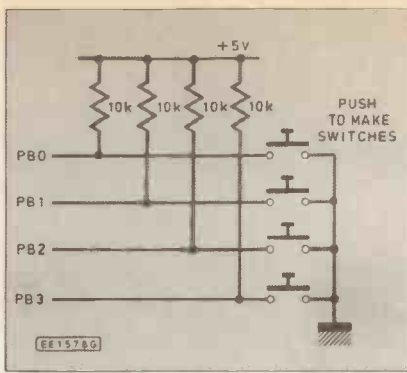 +5V
10k 10k 10k 10k
PUSH
TO MAKE
SWITCHES
PB0
PB1
PB2
PB3
EE1578G